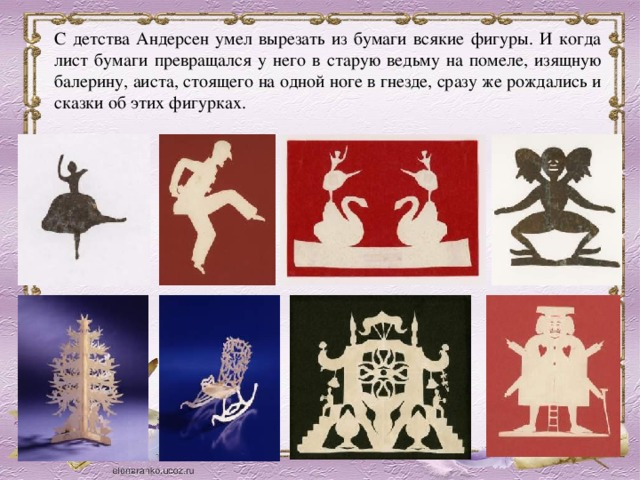 С детства Андерсен умел вырезать из бумаги всякие фигуры. И когда
лист бумаги превращался у него в старую ведьму на помеле, изящную
балерину, аиста, стоящего на одной ноге в гнезде, сразу же рождались и
сказки об этих фигурках.
elenaranko.ucoz.ru